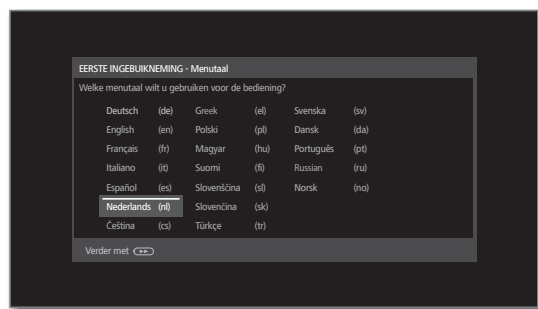 EERSTE INGEBUIKNEMING - Menutaal
Welke menutaal wilt u gebruiken voor de bediening?
Deutsch (de) Greek (el) Svenska (sv)
English (en) Polski (pl) Dansk (da)
Français (fr) Magyar (hu) Português (pt)
Italiano (it) Suomi (fi) Russian (ru)
Español (es) Slovenśćina (sl) Norsk (no)
Nederlands (nl) Slovenčina (sk)
Čeština (cs) Türkçe (tr)
Verder met